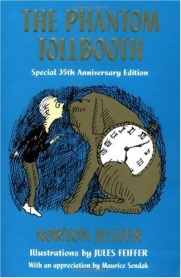 THE PHANTOM
TOLLBOOTH
Special 35th Anniversary Edition
NORTON JUSTER
Illustrations by JULES FEIFFER
With an appreciation by Maurice Sendak